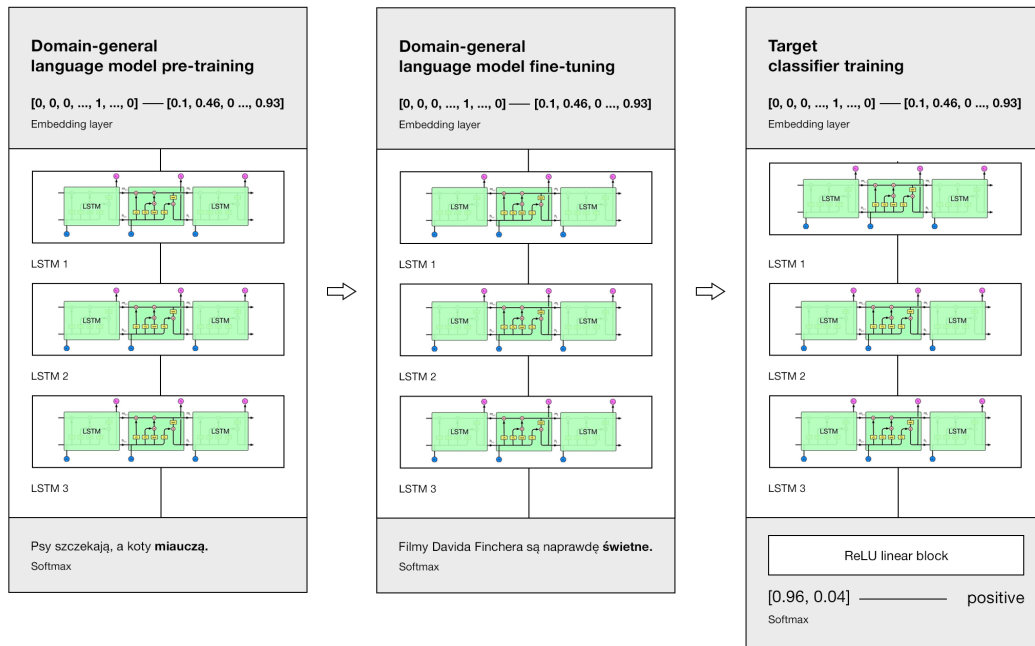 Domain-general
language model pre-training
[0, 0, 0, ..., 1, ..., 0] —— [0.1, 0.46, 0 ..., 0.93]
Embedding layer
LSTM
LSTM
LSTM 1
LSTM
LSTM
LSTM 2
LSTM
LSTM
LSTM 3
Psy szczekają, a koty miauczą.
Softmax
Domain-general
language model fine-tuning
[0, 0, 0, ..., 1, ..., 0] —— [0.1, 0.46, 0 ..., 0.93]
Embedding layer
LSTM
LSTM
LSTM 1
LSTM
LSTM
LSTM 2
LSTM
LSTM
LSTM 3
Filmy Davida Finchera są naprawdę świetne.
Softmax
Target
classifier training
[0, 0, 0, ..., 1, ..., 0] —— [0.1, 0.46, 0 ..., 0.93]
Embedding layer
LSTM
LSTM
LSTM 1
LSTM
LSTM
LSTM 2
LSTM
LSTM
LSTM 3
ReLU linear block
[0.96, 0.04] ———— positive
Softmax